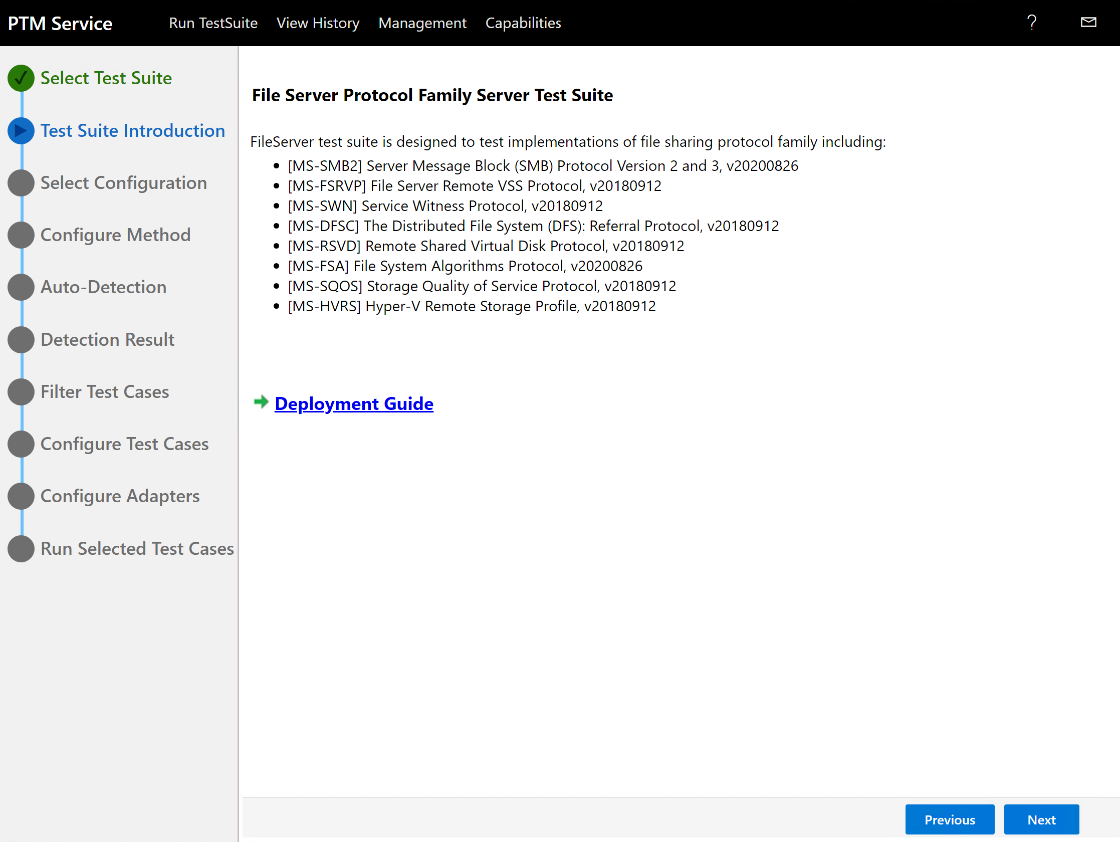 PTM Service
Run TestSuite
View History
Management
Capabilities
?
Select Test Suite
Test Suite Introduction
Select Configuration
Configure Method
Auto-Detection
Detection Result
Filter Test Cases
Configure Test Cases
Configure Adapters
Run Selected Test Cases
File Server Protocol Family Server Test Suite
FileServer test suite is designed to test implementations of file sharing protocol family including:
• [MS-SMB2] Server Message Block (SMB) Protocol Version 2 and 3, v20200826
• [MS-FSRVP] File Server Remote VSS Protocol, v20180912
• [MS-SWN] Service Witness Protocol, v20180912
• [MS-DFSC] The Distributed File System (DFS): Referral Protocol, v20180912
• [MS-RSVD] Remote Shared Virtual Disk Protocol, v20180912
• [MS-FSA] File System Algorithms Protocol, v20200826
• [MS-SQOS] Storage Quality of Service Protocol, v20180912
• [MS-HVRS] Hyper-V Remote Storage Profile, v20180912
Deployment Guide
Previous
Next